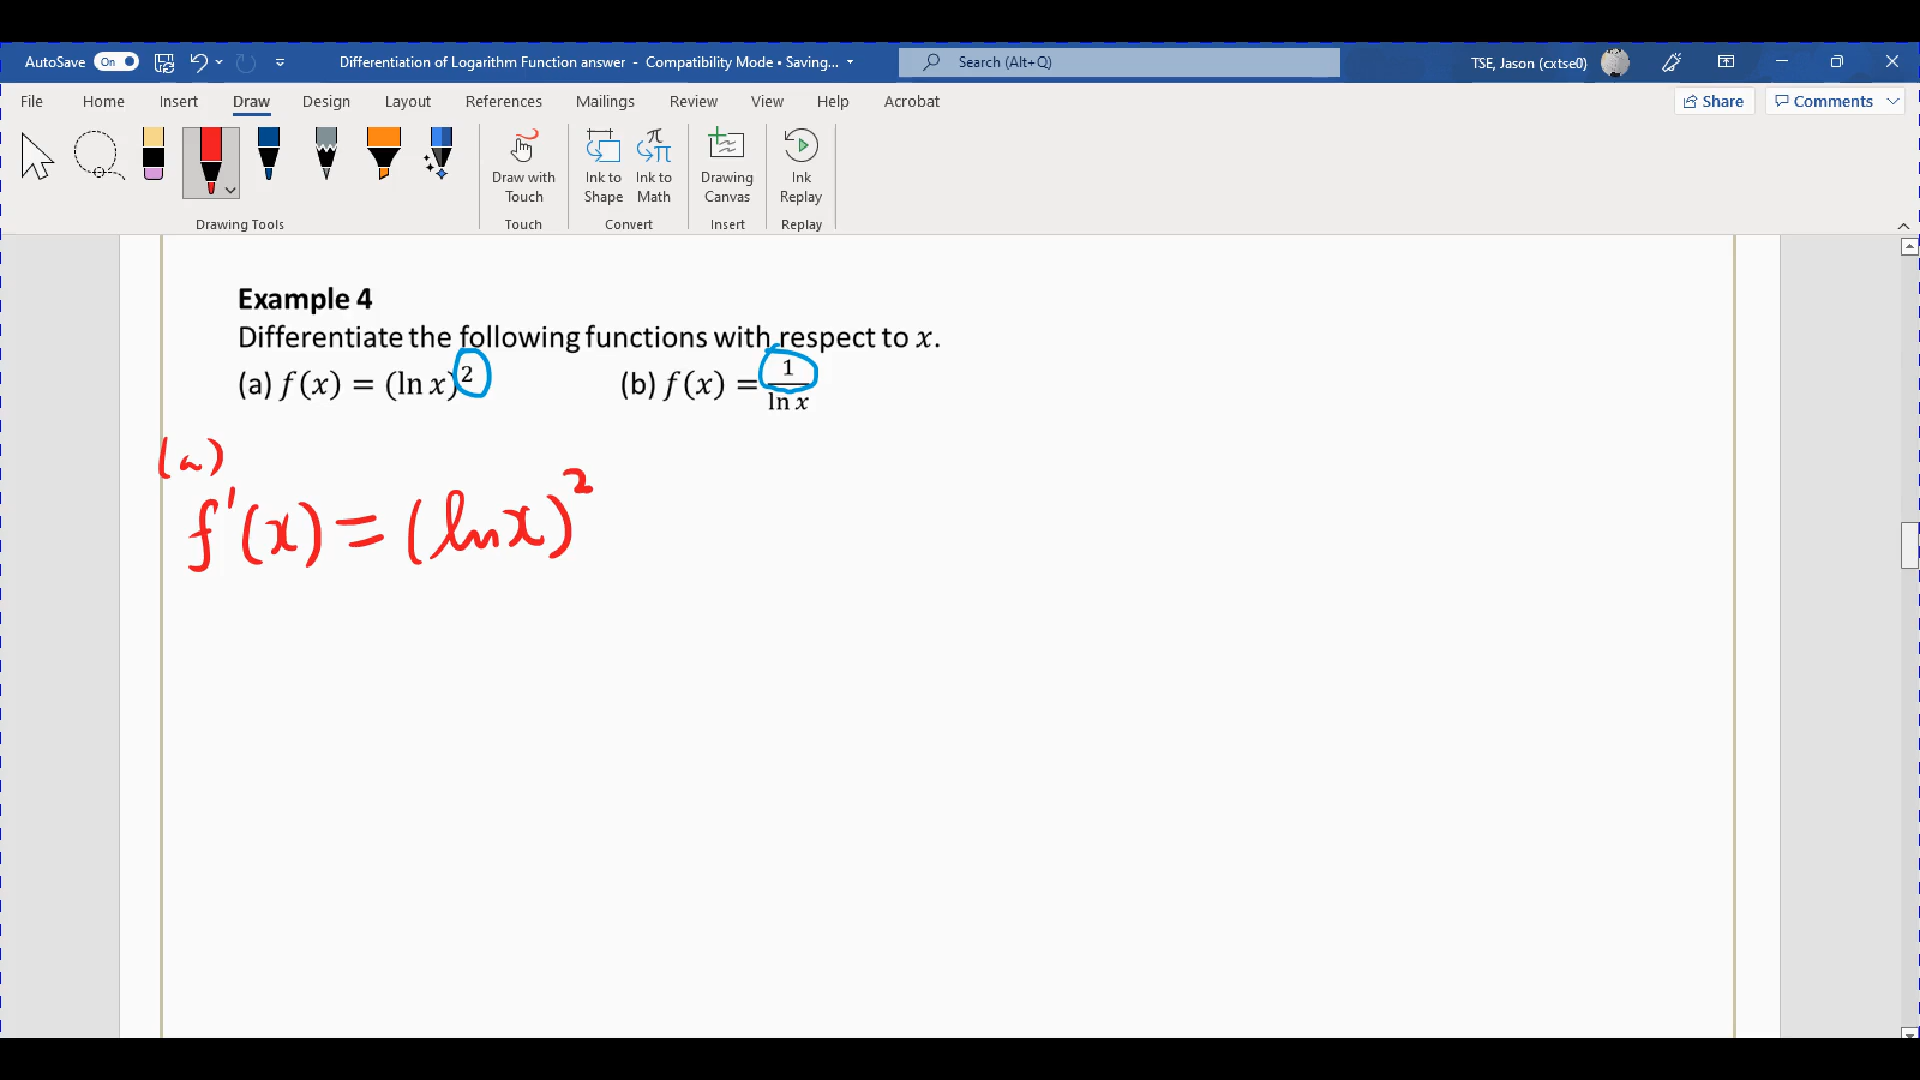 AutoSave On Differentiation of Logarithm Function answer - Compatibility Mode • Saving... Search (Alt+Q) TSE, Jason (cxtse0)
File Home Insert Draw Design Layout References Mailings Review View Help Acrobat Share Comments
Draw with Touch Ink to Shape Ink to Math Drawing Canvas Ink Replay
Drawing Tools Touch Convert Insert Replay
Example 4
Differentiate the following functions with respect to x.
(a) f(x) = (ln x)² (b) f(x) = 1/ln x
(a)
f'(x) = (ln x)²